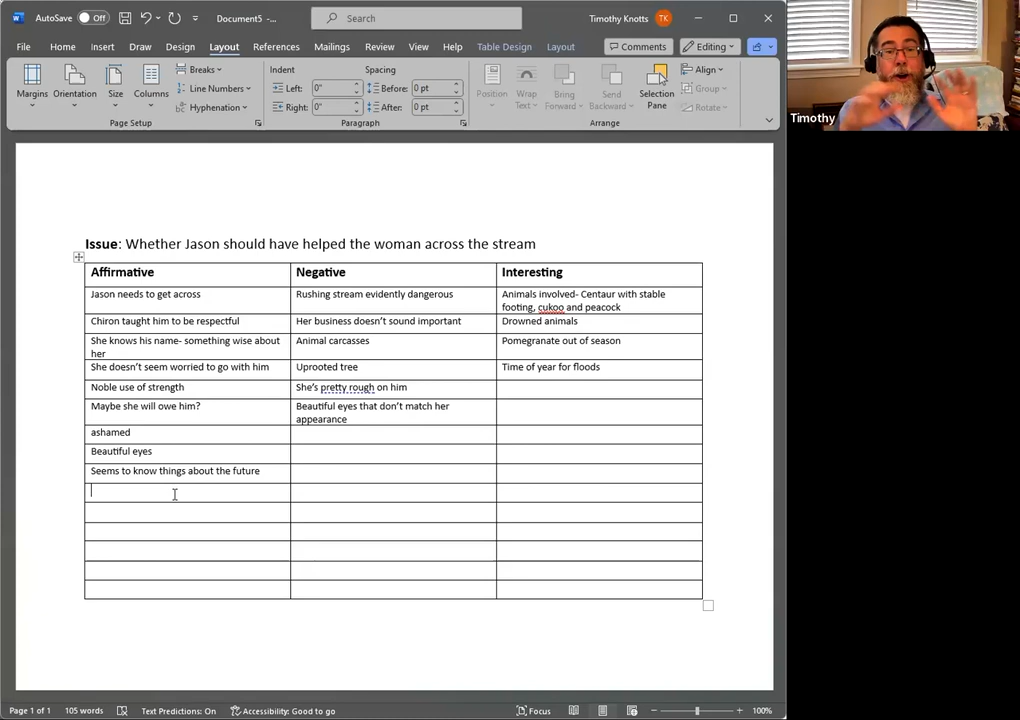 AutoSave Off Document5 -... Search Timothy Knotts TK
File Home Insert Draw Design Layout References Mailings Review View Help Table Design Layout Comments Editing
Margins Orientation Size Columns Breaks Line Numbers Hyphenation
Page Setup
Indent Spacing
Left: 0" Before: 0 pt
Right: 0" After: 0 pt
Paragraph
Position Wrap Text Bring Forward Send Backward Selection Pane Align Group Rotate
Arrange
Timothy
Issue: Whether Jason should have helped the woman across the stream
Affirmative Negative Interesting
Jason needs to get across Rushing stream evidently dangerous Animals involved- Centaur with stable
footing, cukoo and peacock
Chiron taught him to be respectful Her business doesn't sound important Drowned animals
She knows his name- something wise about Animal carcasses Pomegranate out of season
her
She doesn't seem worried to go with him Uprooted tree Time of year for floods
Noble use of strength She's pretty rough on him
Maybe she will owe him? Beautiful eyes that don't match her
appearance
ashamed
Beautiful eyes
Seems to know things about the future
Page 1 of 1 105 words Text Predictions: On Accessibility: Good to go Focus 100%